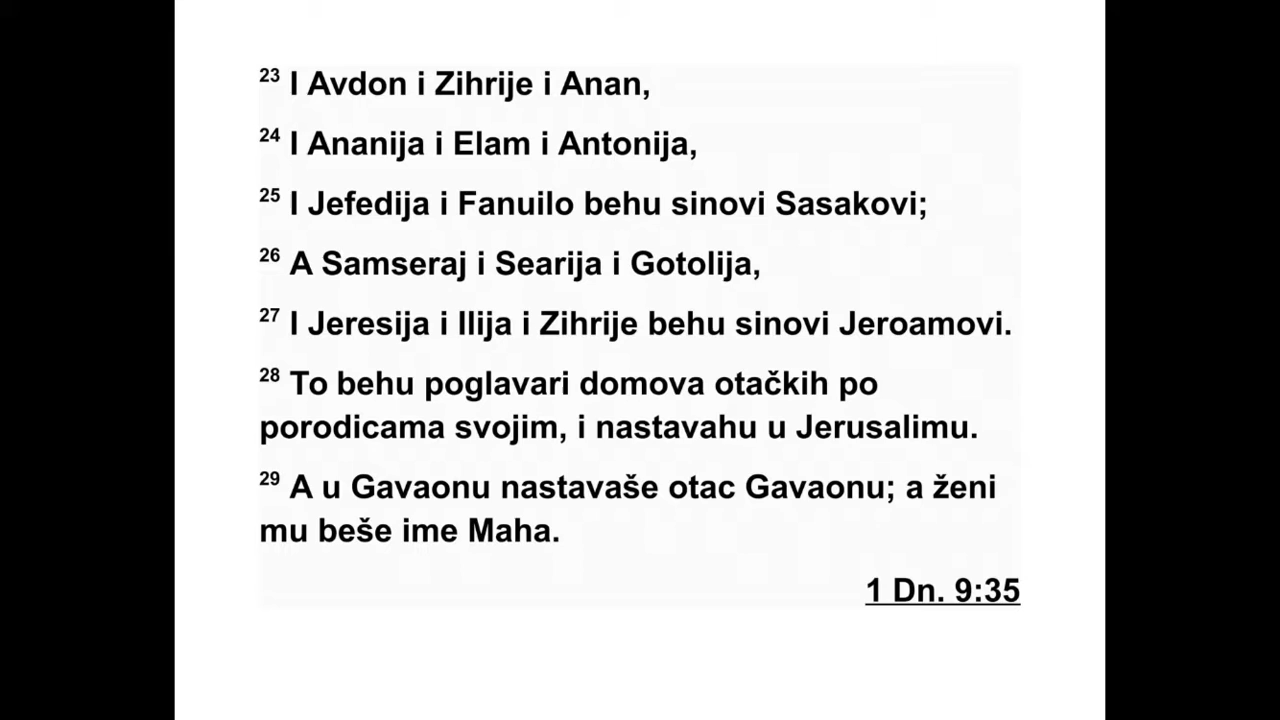 23 I Avdon i Zihrije i Anan,
24 I Ananija i Elam i Antonija,
25 I Jefedija i Fanuilo behu sinovi Sasakovi;
26 A Samseraj i Searija i Gotolija,
27 I Jeresija i Ilija i Zihrije behu sinovi Jeroamovi.
28 To behu poglavari domova otačkih po
porodicama svojim, i nastavahu u Jerusalimu.
29 A u Gavaonu nastavaše otac Gavaonu; a ženi
mu beše ime Maha.
1 Dn. 9:35